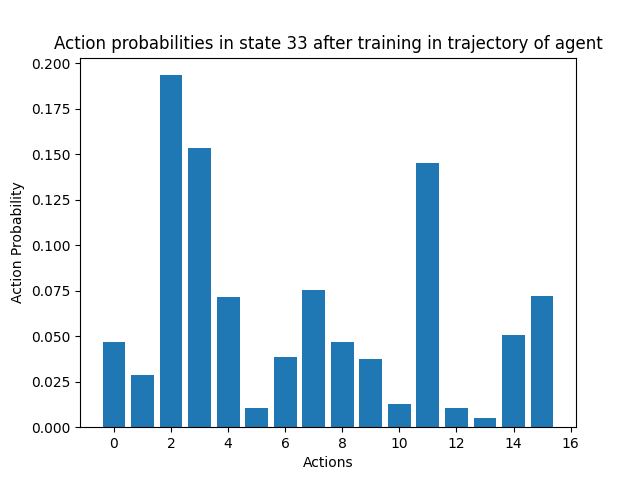 Action probabilities in state 33 after training in trajectory of agent
0.200
0.175
0.150
0.125
0.100
0.075
0.050
0.025
0.000
Action Probability
0 2 4 6 8 10 12 14 16
Actions